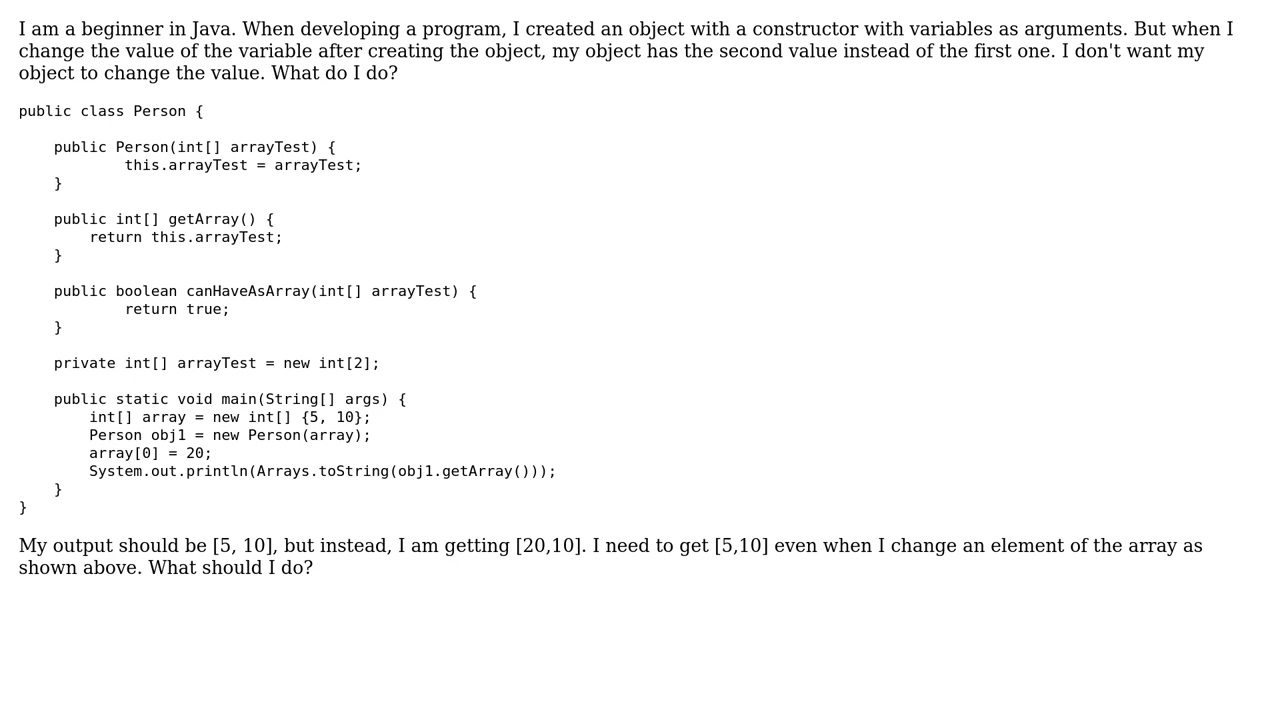 I am a beginner in Java. When developing a program, I created an object with a constructor with variables as arguments. But when I
change the value of the variable after creating the object, my object has the second value instead of the first one. I don't want my
object to change the value. What do I do?
public class Person {
    public Person(int[] arrayTest) {
            this.arrayTest = arrayTest;
    }
    public int[] getArray() {
        return this.arrayTest;
    }
    public boolean canHaveAsArray(int[] arrayTest) {
            return true;
    }
    private int[] arrayTest = new int[2];
    public static void main(String[] args) {
        int[] array = new int[] {5, 10};
        Person obj1 = new Person(array);
        array[0] = 20;
        System.out.println(Arrays.toString(obj1.getArray()));
    }
}
My output should be [5, 10], but instead, I am getting [20,10]. I need to get [5,10] even when I change an element of the array as
shown above. What should I do?